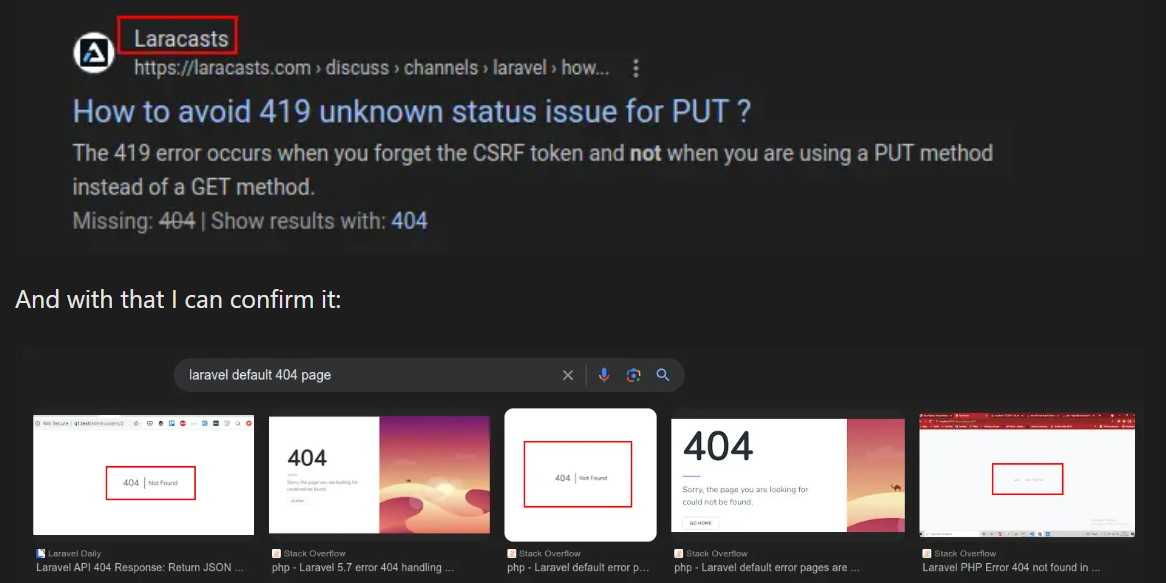 Laracasts
https://laracasts.com › discuss › channels › laravel › how...
How to avoid 419 unknown status issue for PUT ?
The 419 error occurs when you forget the CSRF token and not when you are using a PUT method
instead of a GET method.
Missing: 404 | Show results with: 404
And with that I can confirm it:
laravel default 404 page
Not Secure
404 | Not Found
404
Sorry, the page you are looking for
could not be found.
GO HOME
404 | Not Found
404
Sorry, the page you are looking for
could not be found.
GO HOME
Laravel Daily
Laravel API 404 Response: Return JSON ...
Stack Overflow
php - Laravel 5.7 error 404 handling ...
Stack Overflow
php - Laravel default error p...
Stack Overflow
php - Laravel default error pages are ...
Stack Overflow
Laravel PHP Error 404 not found in ...